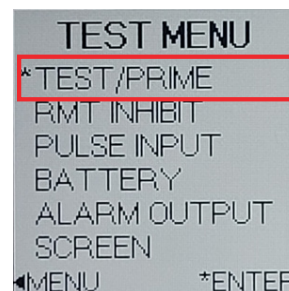 TEST MENU
*TEST/PRIME
RMT INHIBIT
PULSE INPUT
BATTERY
ALARM OUTPUT
SCREEN
◀MENU *ENTER